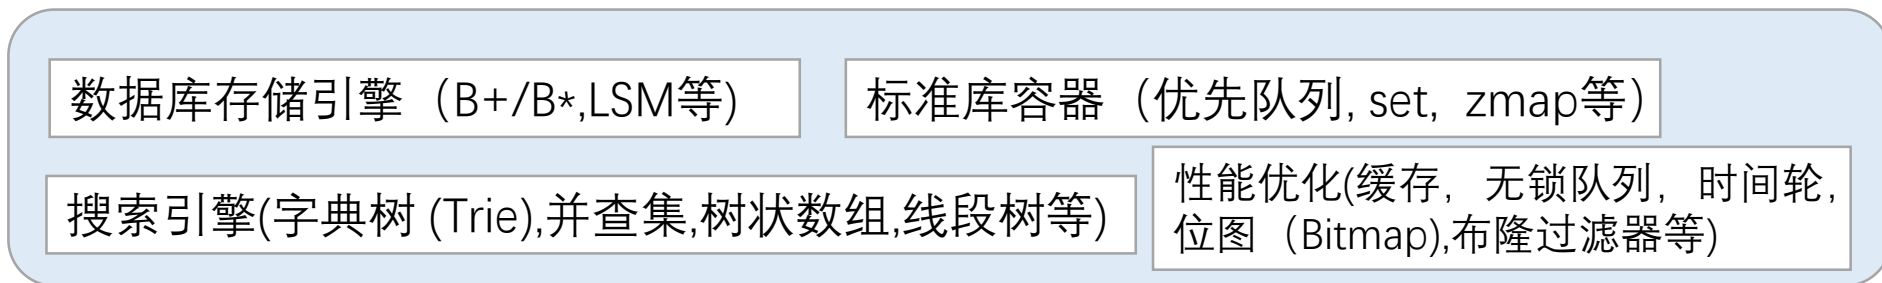 数据库存储引擎（B+/B*,LSM等)
标准库容器（优先队列, set,  zmap等）
搜索引擎(字典树 (Trie),并查集,树状数组,线段树等)
性能优化(缓存，无锁队列，时间轮,
位图（Bitmap),布隆过滤器等)